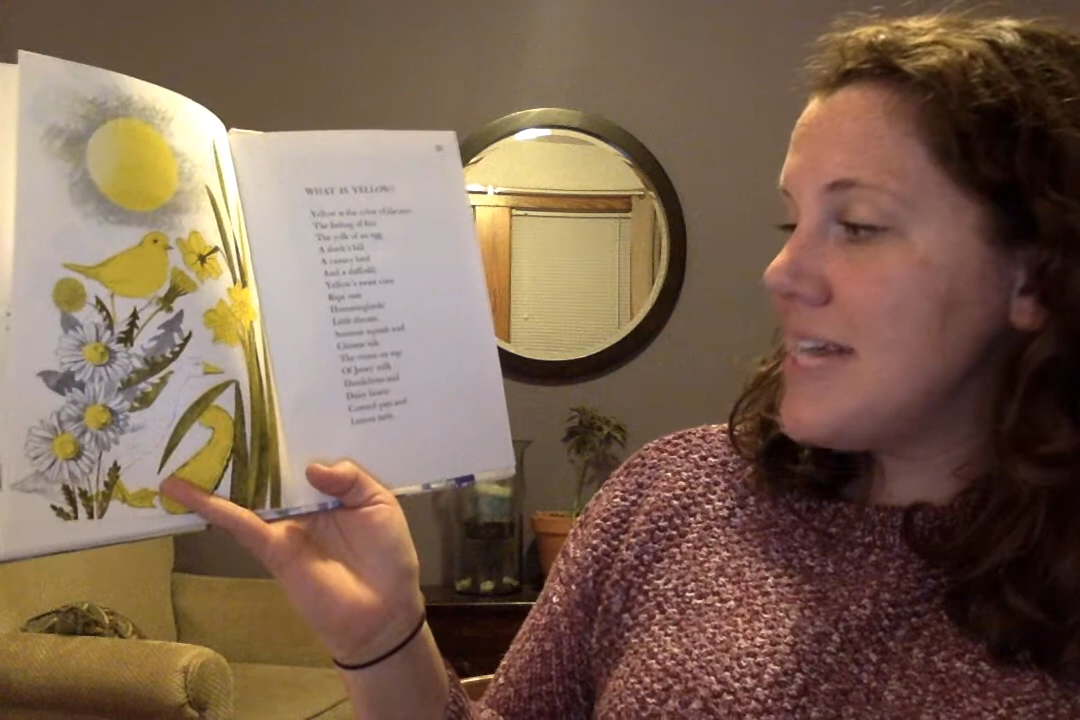 WHAT IS YELLOW?
Yellow is the color of the sun
The feeling of fun
The yolk of an egg
A duck's bill
A canary bird
And a daffodil.
Yellow's sweet corn
Ripe oats
Hummingbirds'
Little throats
Summer squash and
Chinese silk
The cream on top
Of Jersey milk
Dandelions and
Daisy hearts
Custard pies and
Lemon tarts.